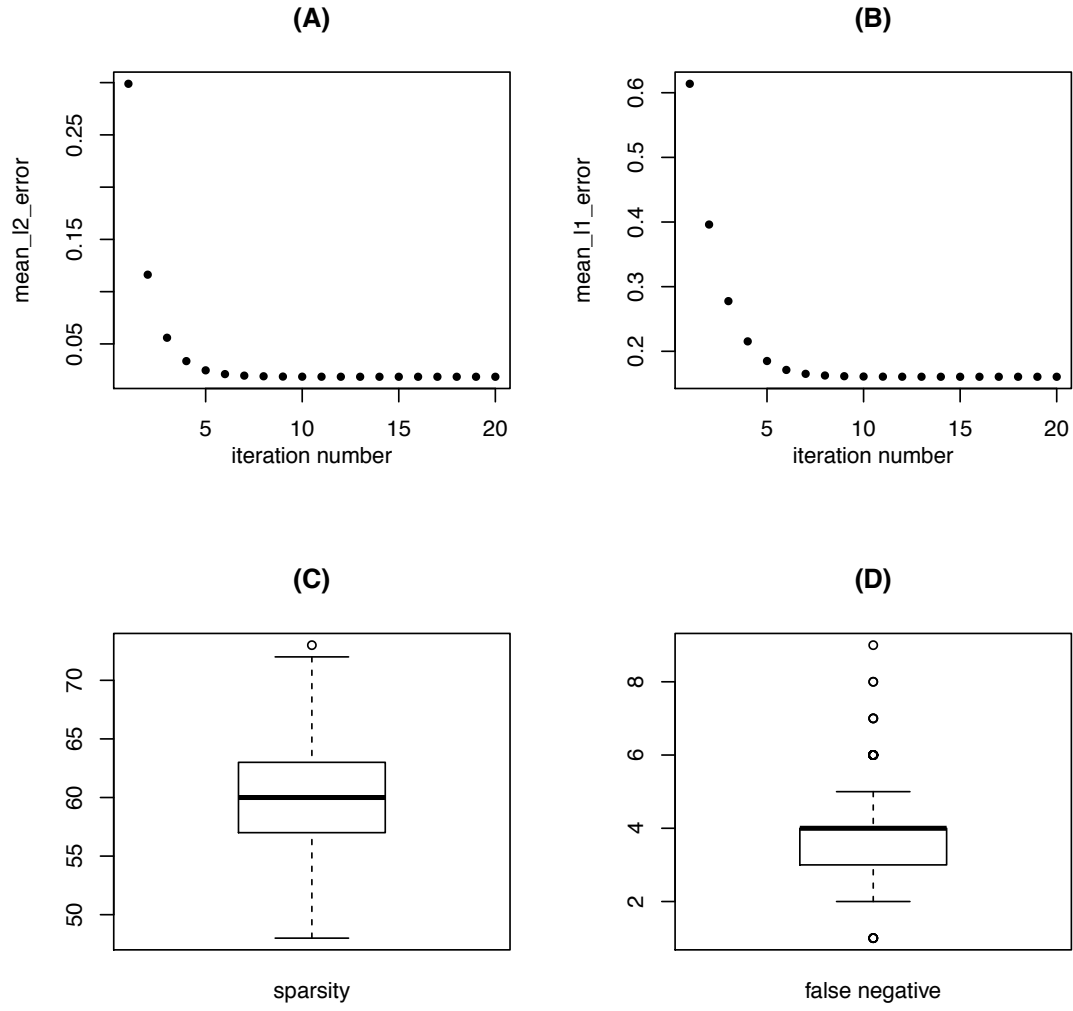 (A)
mean_l2_error
0.25
0.15
0.05
5 10 15 20
iteration number
(B)
mean_l1_error
0.6
0.5
0.4
0.3
0.2
5 10 15 20
iteration number
(C)
70
65
60
55
50
sparsity
(D)
8
6
4
2
false negative